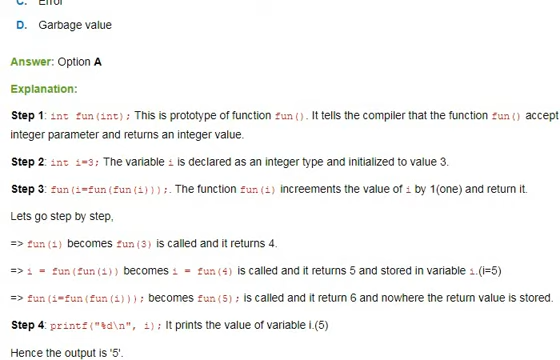 C. Error
D. Garbage value
Answer: Option A
Explanation:
Step 1: int fun(int); This is prototype of function fun(). It tells the compiler that the function fun() accept
integer parameter and returns an integer value.
Step 2: int i=3; The variable i is declared as an integer type and initialized to value 3.
Step 3: fun(i=fun(fun(i)));. The function fun(i) increements the value of i by 1(one) and return it.
Lets go step by step,
=> fun(i) becomes fun(3) is called and it returns 4.
=> i = fun(fun(i)) becomes i = fun(4) is called and it returns 5 and stored in variable i.(i=5)
=> fun(i=fun(fun(i))); becomes fun(5); is called and it return 6 and nowhere the return value is stored.
Step 4: printf("%d\n", i); It prints the value of variable i.(5)
Hence the output is '5'.